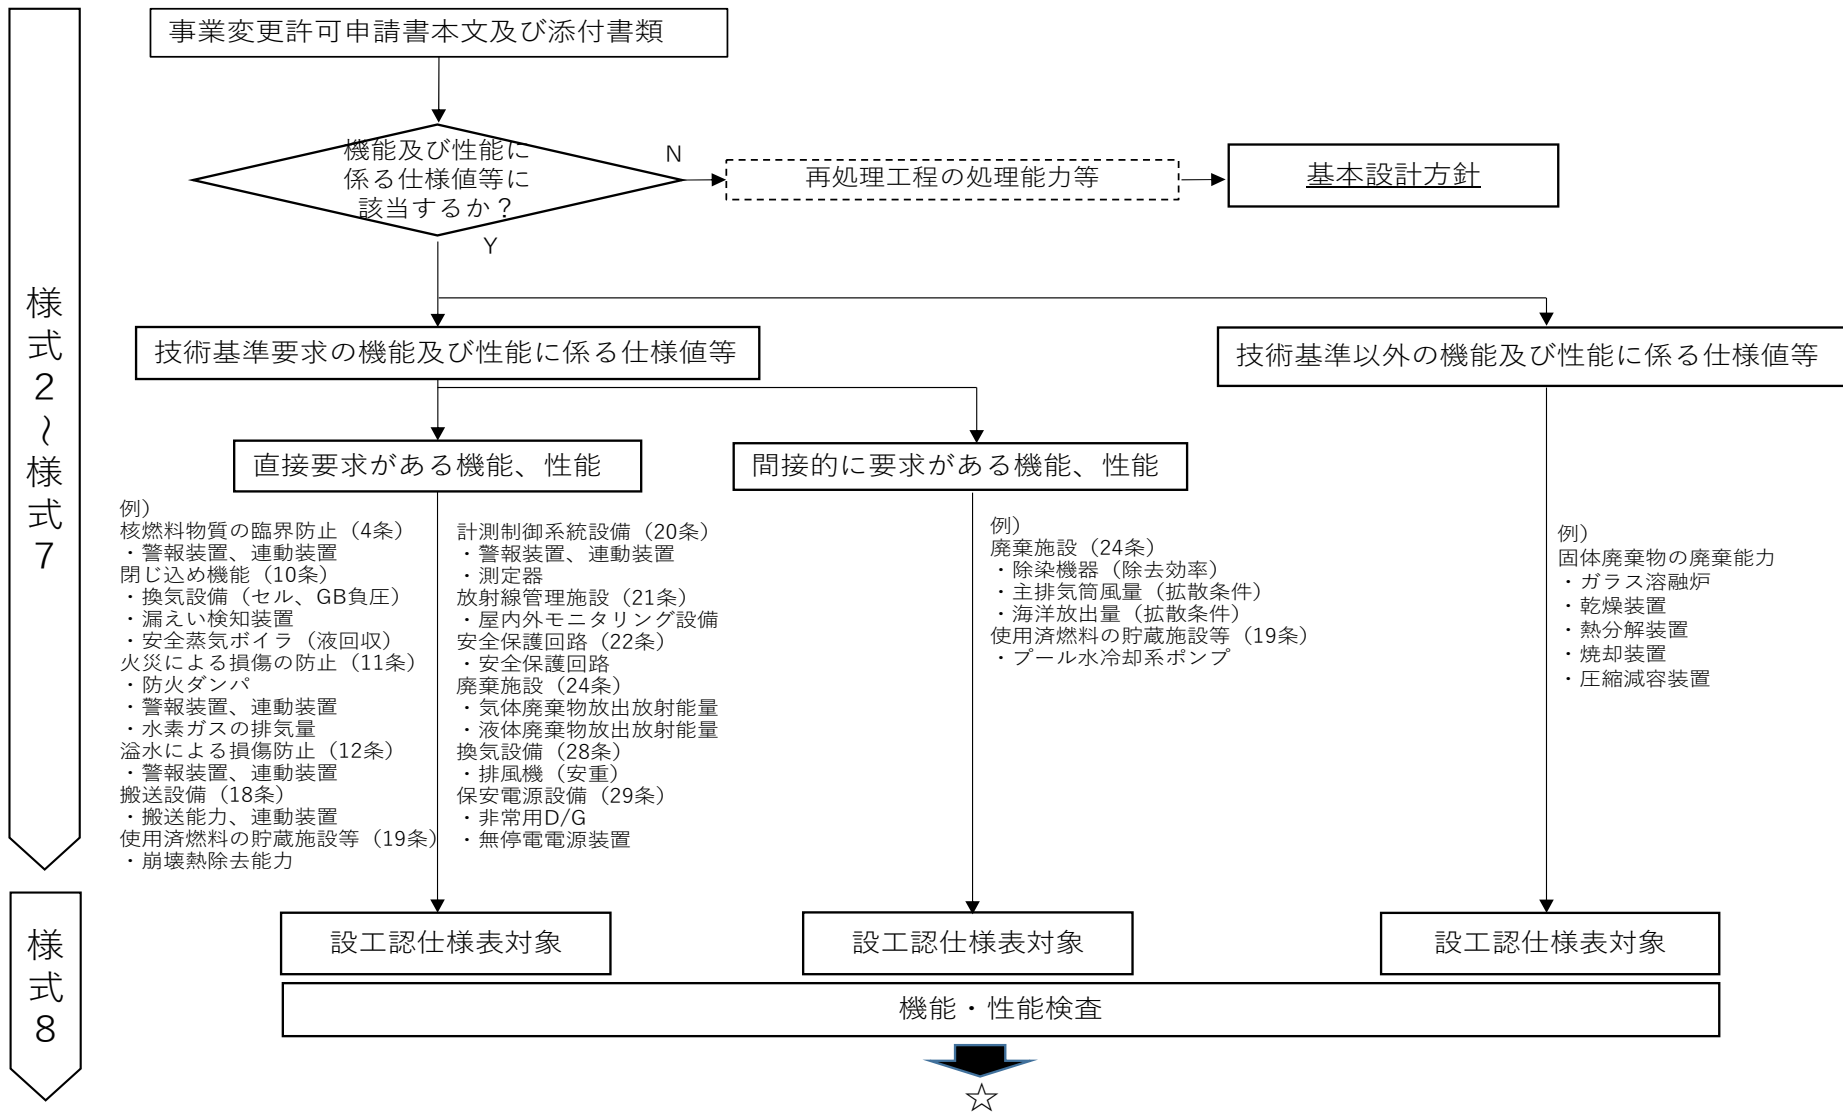 事業変更許可申請書本文及び添付書類
機能及び性能に
係る仕様値等に
該当するか？
N
Y
再処理工程の処理能力等
基本設計方針
様式２～様式７
技術基準要求の機能及び性能に係る仕様値等
技術基準以外の機能及び性能に係る仕様値等
直接要求がある機能、性能
間接的に要求がある機能、性能
例）
核燃料物質の臨界防止（4条）
・警報装置、連動装置
閉じ込め機能（10条）
・換気設備（セル、GB負圧）
・漏えい検知装置
・安全蒸気ボイラ（液回収）
火災による損傷の防止（11条）
・防火ダンパ
・警報装置、連動装置
・水素ガスの排気量
溢水による損傷防止（12条）
・警報装置、連動装置
搬送設備（18条）
・搬送能力、連動装置
使用済燃料の貯蔵施設等（19条）
・崩壊熱除去能力
計測制御系統設備（20条）
・警報装置、連動装置
・測定器
放射線管理施設（21条）
・屋内外モニタリング設備
安全保護回路（22条）
・安全保護回路
廃棄施設（24条）
・気体廃棄物放出放射能量
・液体廃棄物放出放射能量
換気設備（28条）
・排風機（安重）
保安電源設備（29条）
・非常用D/G
・無停電電源装置
例）
廃棄施設（24条）
・除染機器（除去効率）
・主排気筒風量（拡散条件）
・海洋放出量（拡散条件）
使用済燃料の貯蔵施設等（19条）
・プール水冷却系ポンプ
例）
固体廃棄物の廃棄能力
・ガラス溶融炉
・乾燥装置
・熱分解装置
・焼却装置
・圧縮減容装置
様式８
設工認仕様表対象
設工認仕様表対象
設工認仕様表対象
機能・性能検査
☆